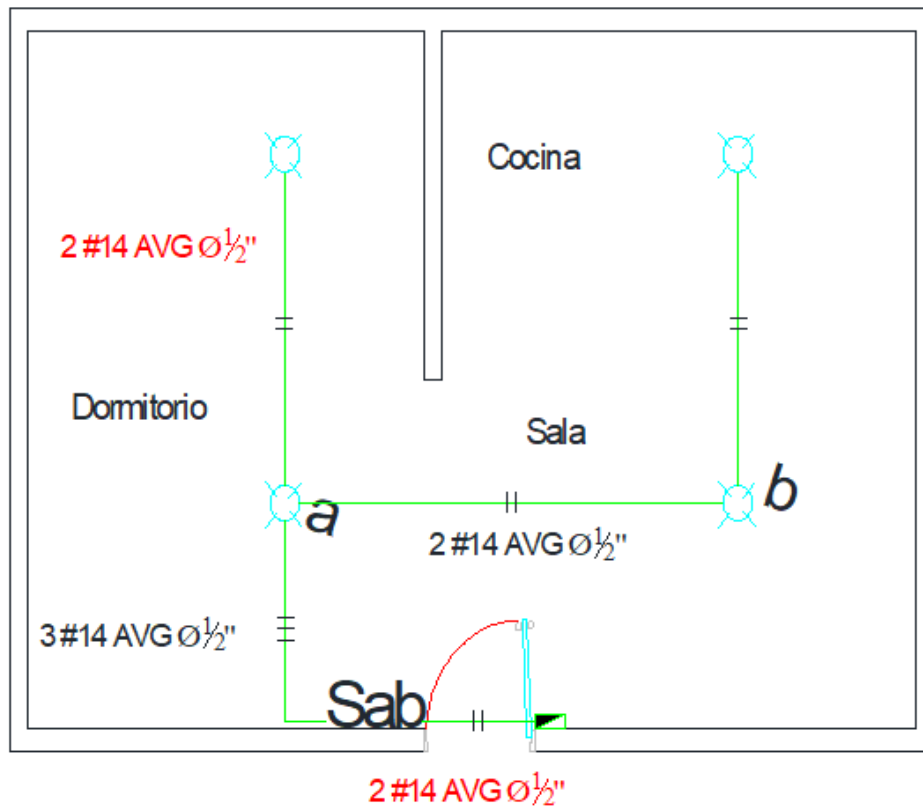 Cocina
2 #14 AVG Ø½"
Dormitorio
Sala
a
b
2 #14 AVG Ø½"
3 #14 AVG Ø½"
Sab
2 #14 AVG Ø½"